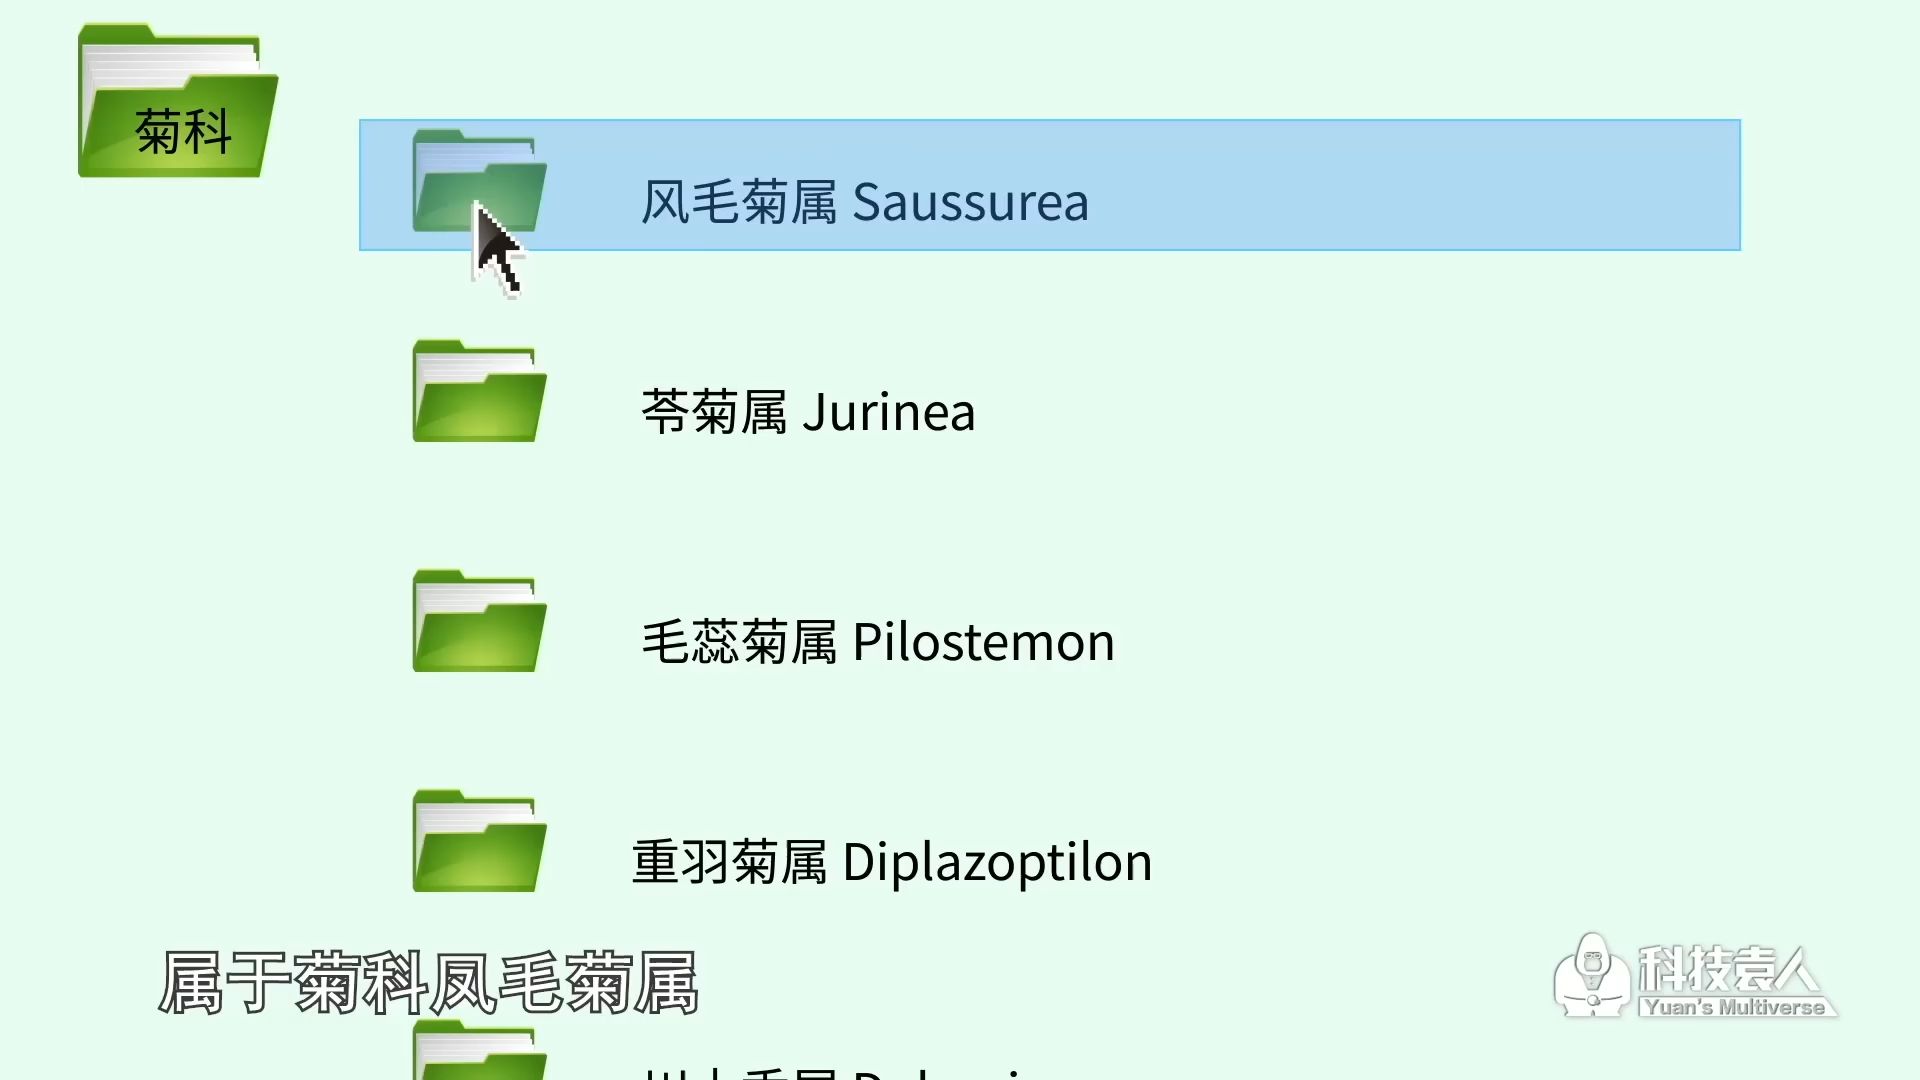 菊科
风毛菊属 Saussurea
苓菊属 Jurinea
毛蕊菊属 Pilostemon
重羽菊属 Diplazoptilon
属于菊科凤毛菊属
科技袁人
Yuan's Multiverse